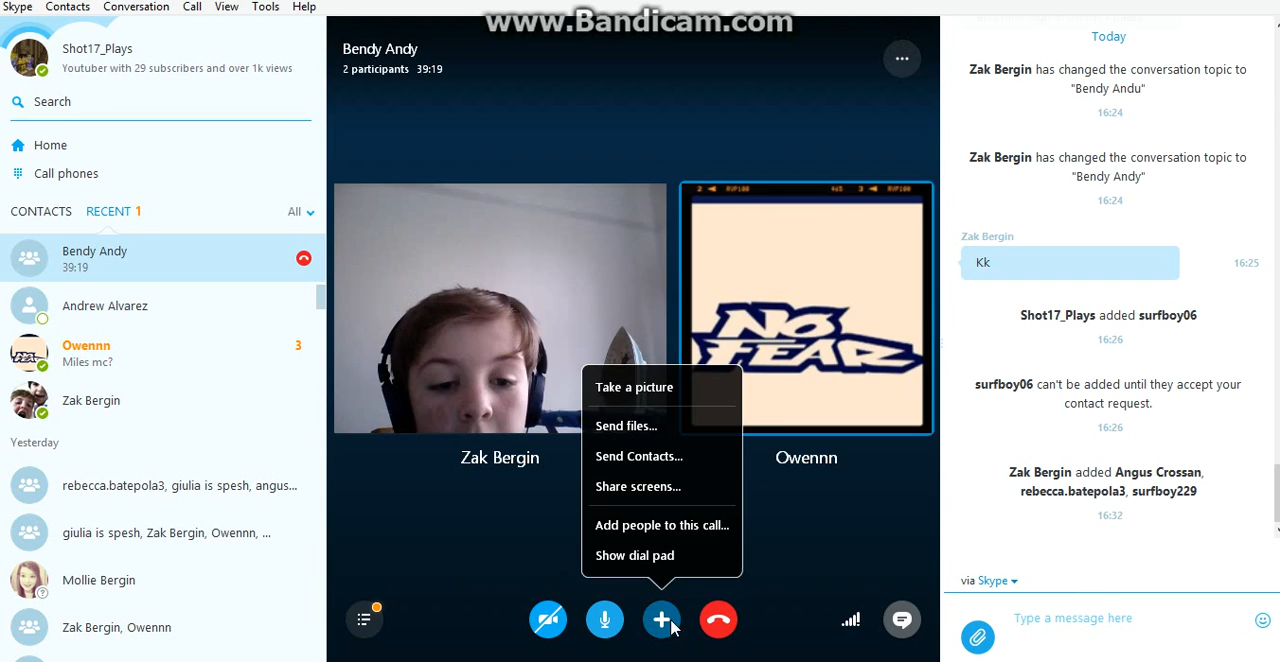 Skype Contacts Conversation Call View Tools Help
www.Bandicam.com
Shot17_Plays
Youtuber with 29 subscribers and over 1k views
Search
Home
Call phones
CONTACTS RECENT 1 All
Bendy Andy
39:19
Andrew Alvarez
Owennn 3
Miles mc?
Zak Bergin
Yesterday
rebecca.batepola3, giulia is spesh, angus...
giulia is spesh, Zak Bergin, Owennn, ...
Mollie Bergin
Zak Bergin, Owennn
Bendy Andy
2 participants 39:19
2 RVP100 465 3 RVP100
NO
FEAR
Zak Bergin
Owennn
Take a picture
Send files...
Send Contacts...
Share screens...
Add people to this call...
Show dial pad
Today
Zak Bergin has changed the conversation topic to
"Bendy Andu"
16:24
Zak Bergin has changed the conversation topic to
"Bendy Andy"
16:24
Zak Bergin
Kk 16:25
Shot17_Plays added surfboy06
16:26
surfboy06 can't be added until they accept your
contact request.
16:26
Zak Bergin added Angus Crossan,
rebecca.batepola3, surfboy229
16:32
via Skype
Type a message here